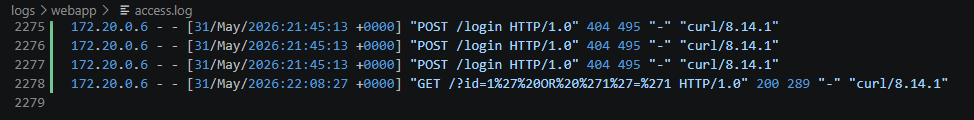 logs > webapp > access.log
2275 172.20.0.6 - - [31/May/2026:21:45:13 +0000] "POST /login HTTP/1.0" 404 495 "-" "curl/8.14.1"
2276 172.20.0.6 - - [31/May/2026:21:45:13 +0000] "POST /login HTTP/1.0" 404 495 "-" "curl/8.14.1"
2277 172.20.0.6 - - [31/May/2026:21:45:13 +0000] "POST /login HTTP/1.0" 404 495 "-" "curl/8.14.1"
2278 172.20.0.6 - - [31/May/2026:22:08:27 +0000] "GET /?id=1%27%20OR%20%271%27=%271 HTTP/1.0" 200 289 "-" "curl/8.14.1"
2279